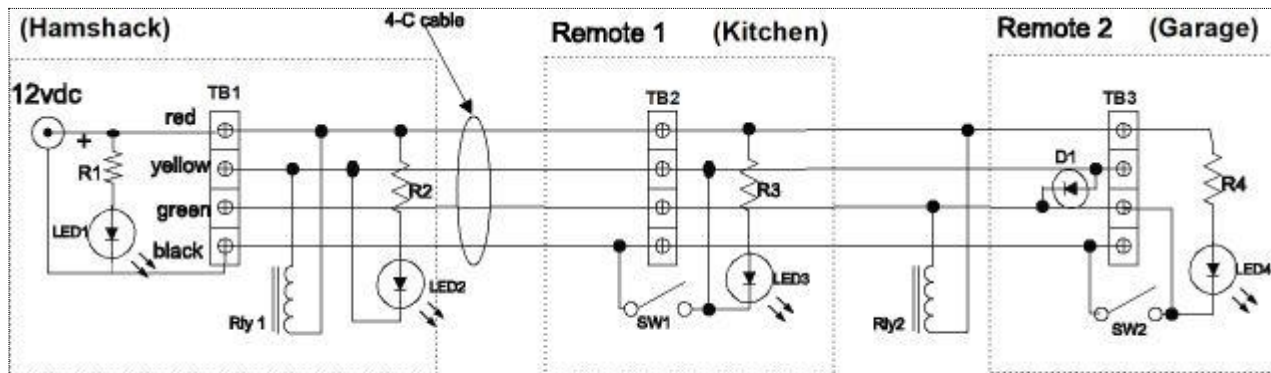 (Hamshack)
4-C cable
Remote 1 (Kitchen)
Remote 2 (Garage)
12vdc
+
red
TB1
TB2
TB3
R1
yellow
R2
R3
D1
R4
green
LED1
black
LED2
LED3
LED4
Rly 1
SW1
Rly2
SW2